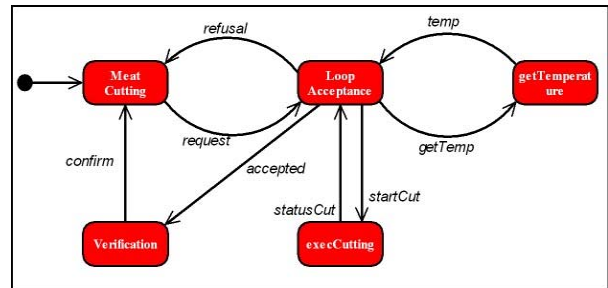 refusal
temp
Meat
Cutting
Loop
Acceptance
getTemperat
ure
request
getTemp
confirm
accepted
statusCut
startCut
Verification
execCutting